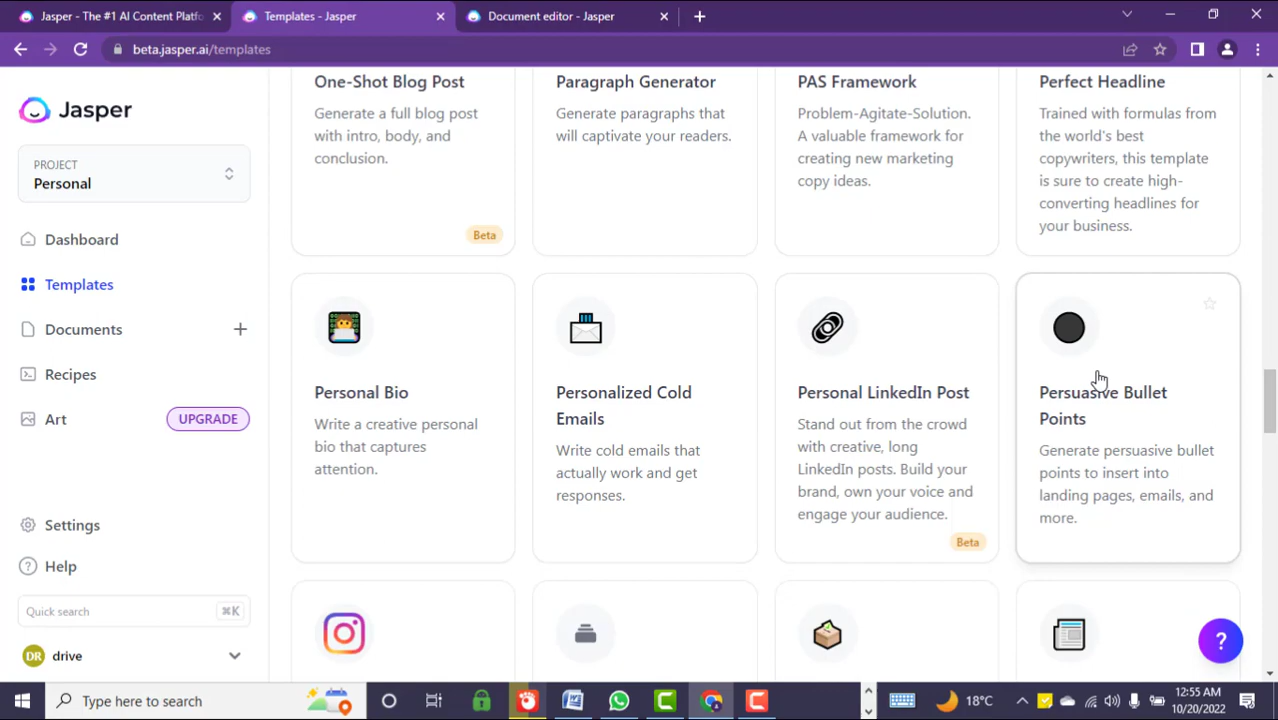 Jasper - The #1 AI Content Platfo
Templates - Jasper
Document editor - Jasper
beta.jasper.ai/templates
Jasper
PROJECT
Personal
Dashboard
Templates
Documents
Recipes
Art
UPGRADE
Settings
Help
Quick search
⌘K
DR
drive
One-Shot Blog Post
Generate a full blog post
with intro, body, and
conclusion.
Beta
Paragraph Generator
Generate paragraphs that
will captivate your readers.
PAS Framework
Problem-Agitate-Solution.
A valuable framework for
creating new marketing
copy ideas.
Perfect Headline
Trained with formulas from
the world's best
copywriters, this template
is sure to create high-
converting headlines for
your business.
Personal Bio
Write a creative personal
bio that captures
attention.
Personalized Cold
Emails
Write cold emails that
actually work and get
responses.
Personal LinkedIn Post
Stand out from the crowd
with creative, long
LinkedIn posts. Build your
brand, own your voice and
engage your audience.
Beta
Persuasive Bullet
Points
Generate persuasive bullet
points to insert into
landing pages, emails, and
more.
?
Type here to search
18°C
12:55 AM
10/20/2022